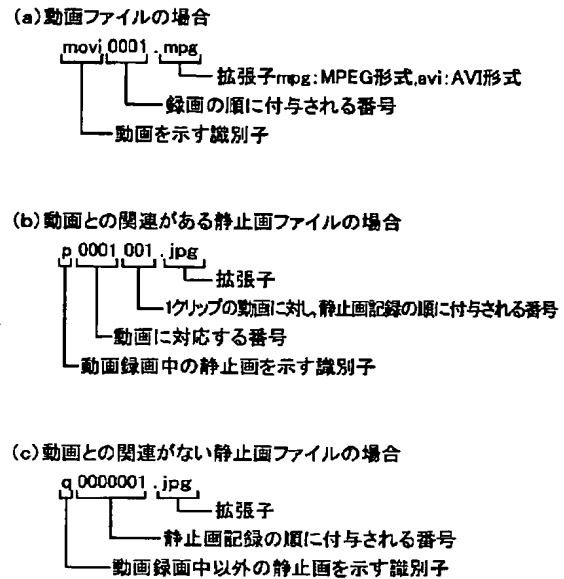 (a)動画ファイルの場合
movi 0001 . mpg
拡張子mpg:MPEG形式,avi:AVI形式
録画の順に付与される番号
動画を示す識別子
(b)動画との関連がある静止画ファイルの場合
p 0001 001 . jpg
拡張子
1クリップの動画に対し,静止画記録の順に付与される番号
動画に対応する番号
動画録画中の静止画を示す識別子
(c)動画との関連がない静止画ファイルの場合
q 0000001 . jpg
拡張子
静止画記録の順に付与される番号
動画録画中以外の静止画を示す識別子